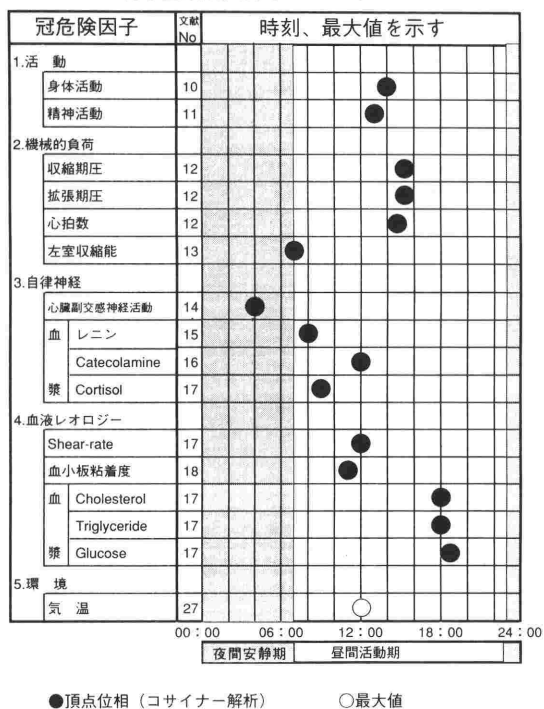 冠危険因子 文献No 時刻、最大値を示す
1.活 動
身体活動 10
精神活動 11
2.機械的負荷
収縮期圧 12
拡張期圧 12
心拍数 12
左室収縮能 13
3.自律神経
心臓副交感神経活動 14
血漿 レニン 15
Catecolamine 16
Cortisol 17
4.血液レオロジー
Shear-rate 17
血小板粘着度 18
血漿 Cholesterol 17
Triglyceride 17
Glucose 17
5.環 境
気 温 27
00:00 06:00 12:00 18:00 24:00
夜間安静期 昼間活動期
●頂点位相（コサイナー解析） ○最大値